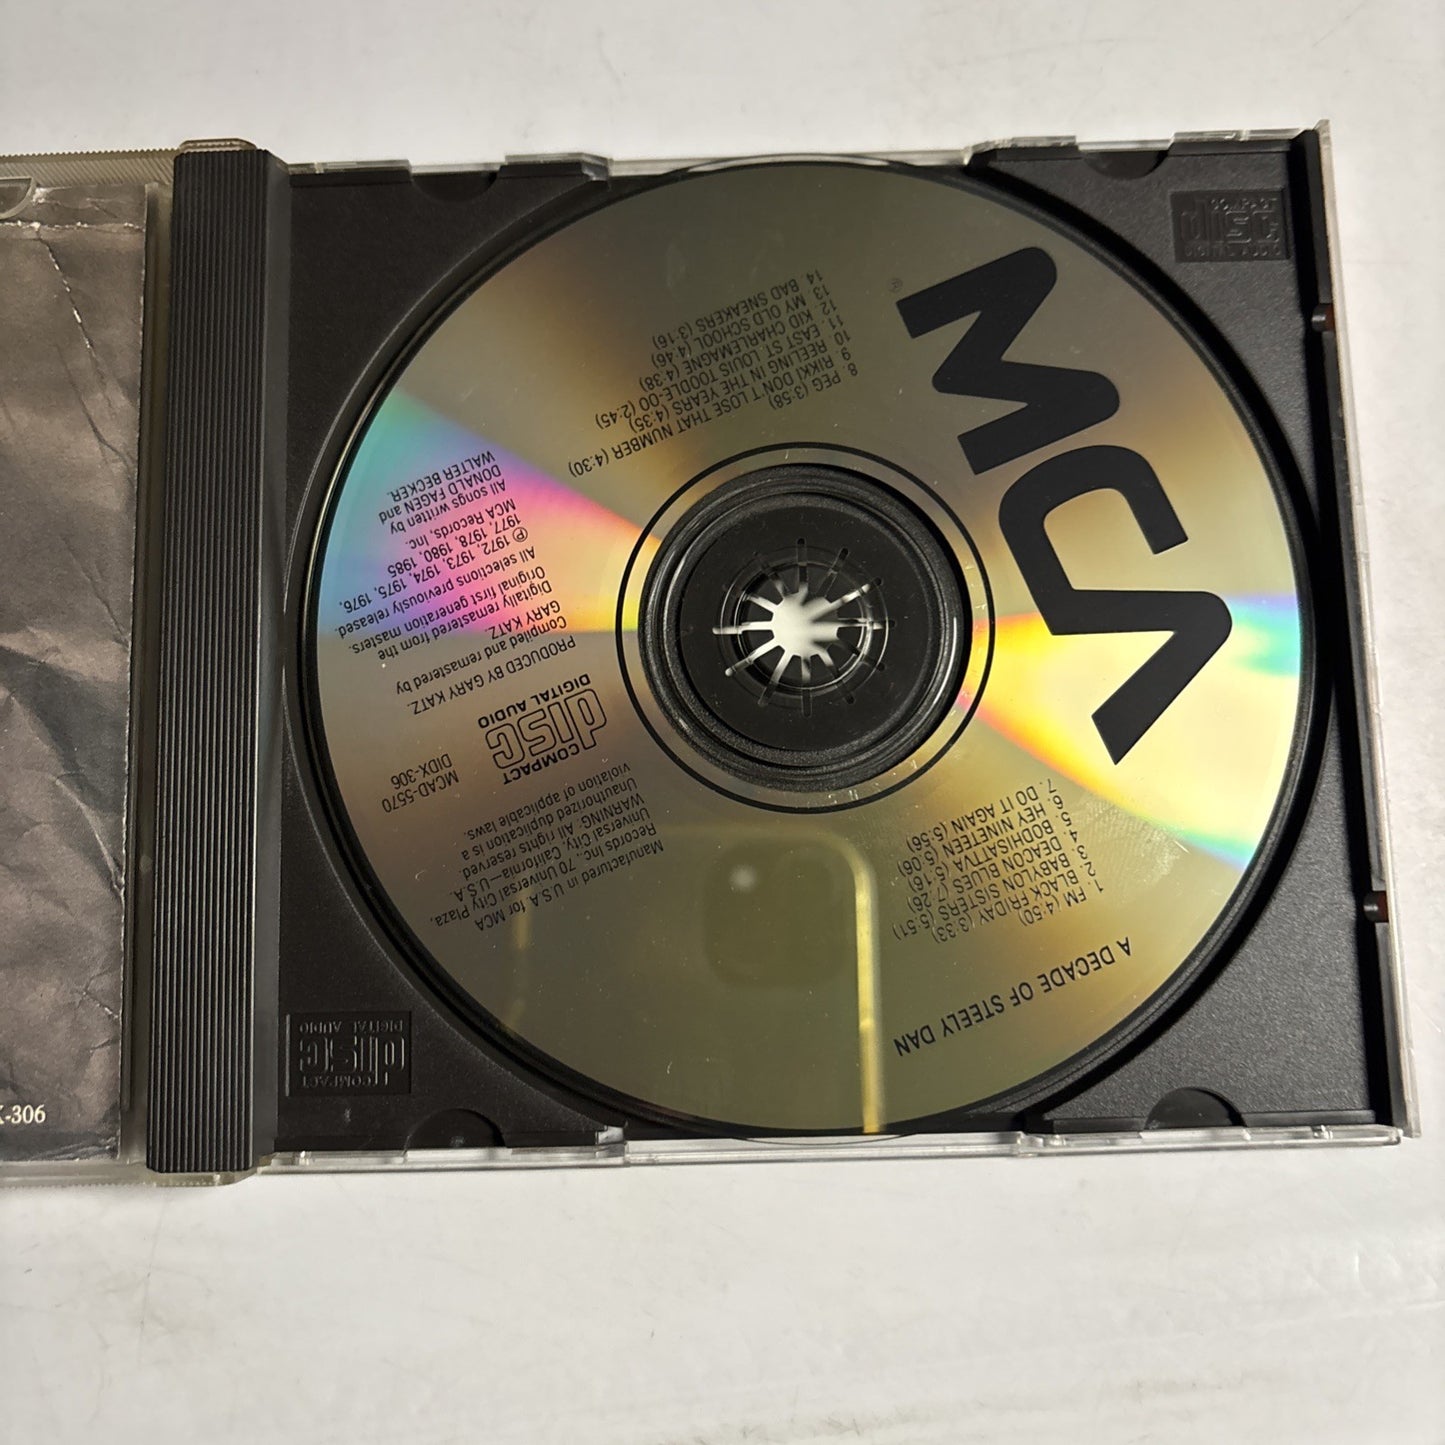 MCA
®
A DECADE OF STEELY DAN
1. FM (4:50)
2. BLACK FRIDAY (3:33)
3. BABYLON SISTERS (5:51)
4. DEACON BLUES (7:26)
5. BODHISATTVA (5:16)
6. HEY NINETEEN (5:06)
7. DO IT AGAIN (5:56)
8. PEG (3:58)
9. RIKKI DON'T LOSE THAT NUMBER (4:30)
10. REELING IN THE YEARS (4:35)
11. EAST ST. LOUIS TOODLE-OO (2:45)
12. KID CHARLEMAGNE (4:38)
13. MY OLD SCHOOL (4:46)
14. BAD SNEAKERS (3:16)
Manufactured in U.S.A. for MCA
Records Inc., 70 Universal City Plaza,
Universal City, California—U.S.A.
WARNING: All rights reserved.
Unauthorized duplication is a
violation of applicable laws.
MCAD-5570
DIDX-306
COMPACT
disc
DIGITAL AUDIO
PRODUCED BY GARY KATZ.
Compiled and remastered by
GARY KATZ.
Digitally remastered from the
Original first generation masters.
All selections previously released.
℗ 1972, 1973, 1974, 1975, 1976,
1977, 1978, 1980, 1985
MCA Records, Inc.
All songs written by
DONALD FAGEN and
WALTER BECKER.
COMPACT
disc
DIGITAL AUDIO
COMPACT
disc
DIGITAL AUDIO
X-306